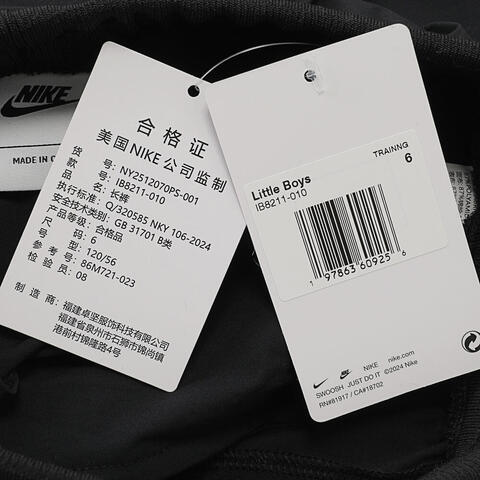 NIKE
MADE IN C
合格证
美国NIKE公司监制
货号: NY2512070PS-001
款号: IB8211-010
品名: 长裤
执行标准: Q/320585 NKY 106-2024
安全技术类别: GB 31701 B类
产品等级: 合格品
尺码: 6
号型: 120/56
参考: 86M721-023
检验员: 08
制造商: 福建卓坚服饰科技有限公司
福建省泉州市石狮市锦尚镇
港前村锦隆路4号
TRAINNG
6
Little Boys
IB8211-010
1 97863 60925 6
NIKE nike.com
SWOOSH JUST DO IT ©2024 Nike
RN#81917 / CA#18702